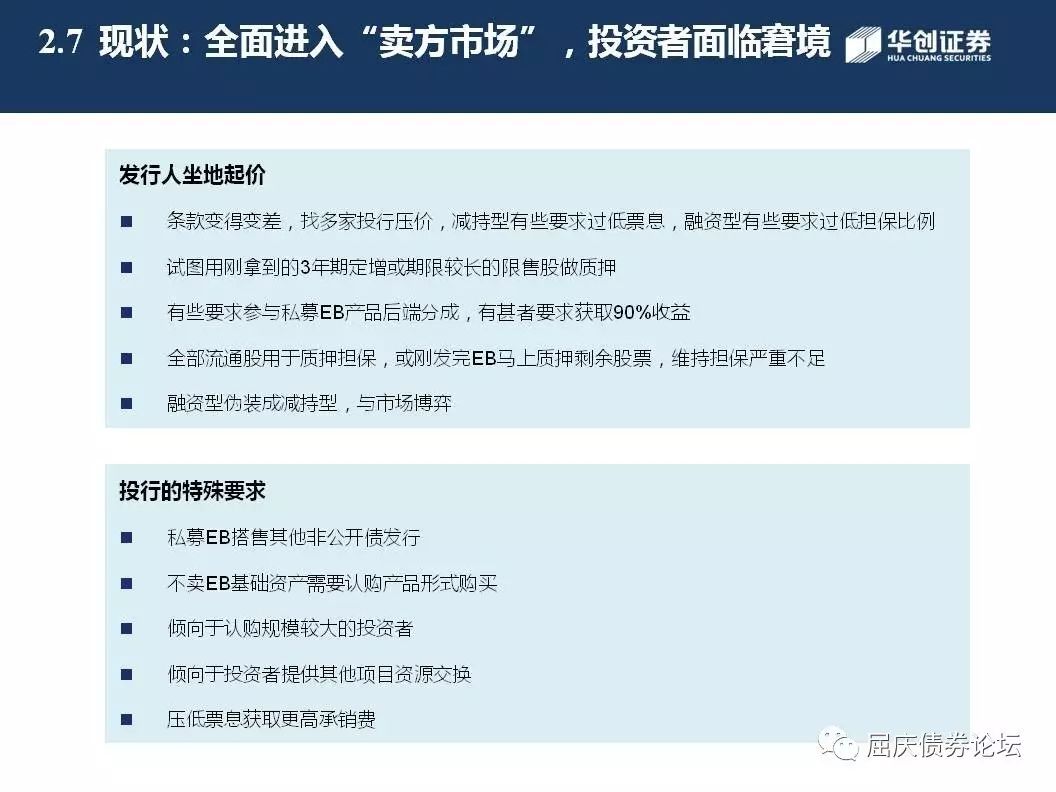 2.7 现状：全面进入“卖方市场”，投资者面临窘境
华创证券
HUA CHUANG SECURITIES
发行人坐地起价
■ 条款变得变差，找多家投行压价，减持型有些要求过低票息，融资型有些要求过低担保比例
■ 试图用刚拿到的3年期定增或期限较长的限售股做质押
■ 有些要求参与私募EB产品后端分成，有甚者要求获取90%收益
■ 全部流通股用于质押担保，或刚发完EB马上质押剩余股票，维持担保严重不足
■ 融资型伪装成减持型，与市场博弈
投行的特殊要求
■ 私募EB搭售其他非公开债发行
■ 不卖EB基础资产需要认购产品形式购买
■ 倾向于认购规模较大的投资者
■ 倾向于投资者提供其他项目资源交换
■ 压低票息获取更高承销费
屈庆债券论坛